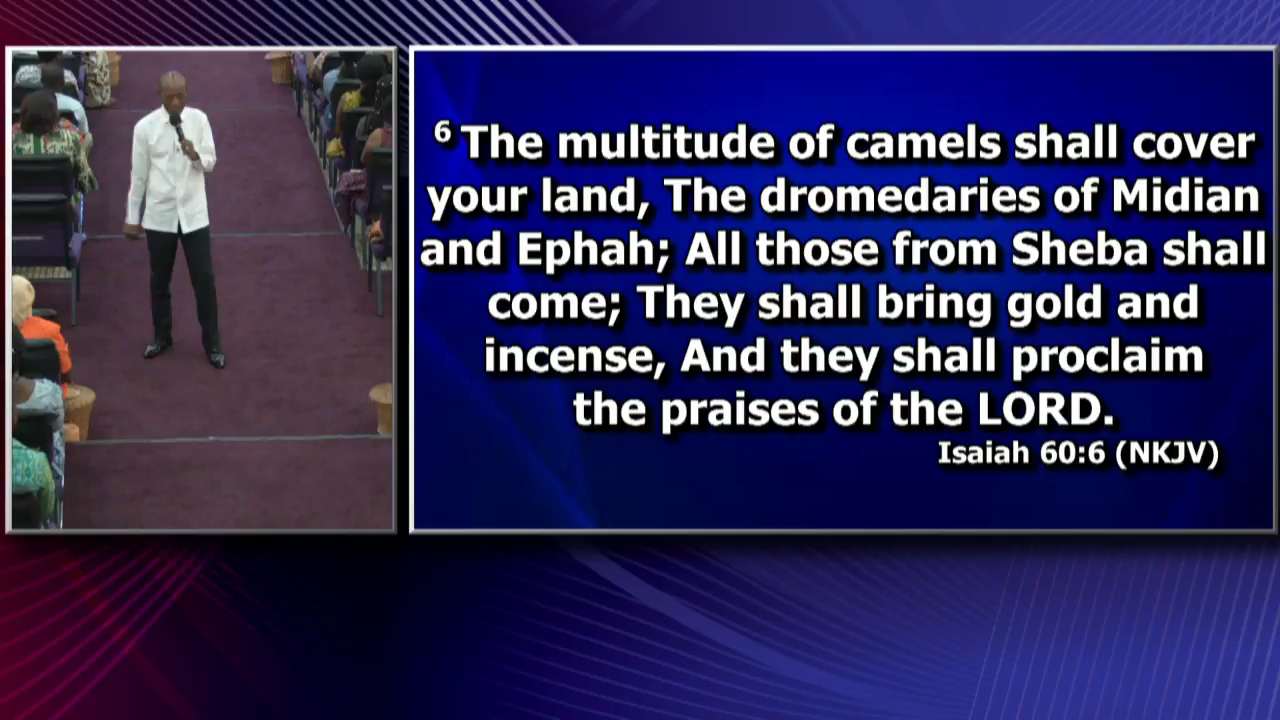 6 The multitude of camels shall cover
your land, The dromedaries of Midian
and Ephah; All those from Sheba shall
come; They shall bring gold and
incense, And they shall proclaim
the praises of the LORD.
Isaiah 60:6 (NKJV)